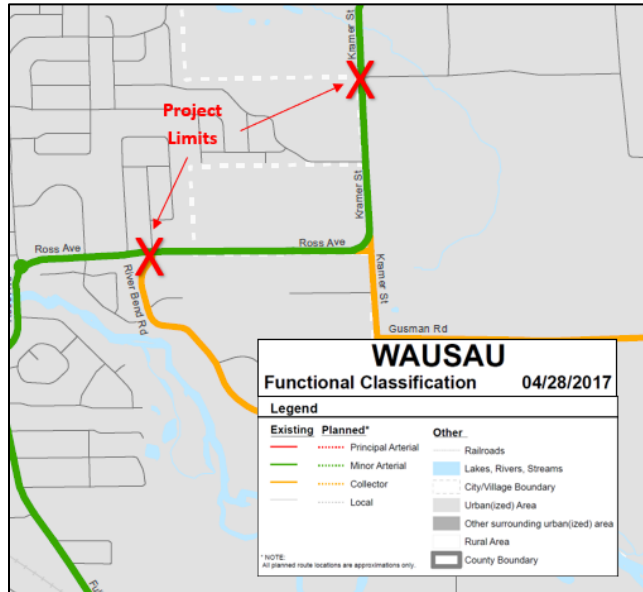 Kramer St
Project
Limits
Kramer St
Ross Ave
Ross Ave
River Bend Rd
Kramer St
Gusman Rd
WAUSAU
Functional Classification 04/28/2017
Legend
Existing Planned* Other
Principal Arterial
Minor Arterial
Collector
Local
Railroads
Lakes, Rivers, Streams
City/Village Boundary
Urban(ized) Area
Other surrounding urban(ized) area
Rural Area
County Boundary
* NOTE:
All planned route locations are approximations only.